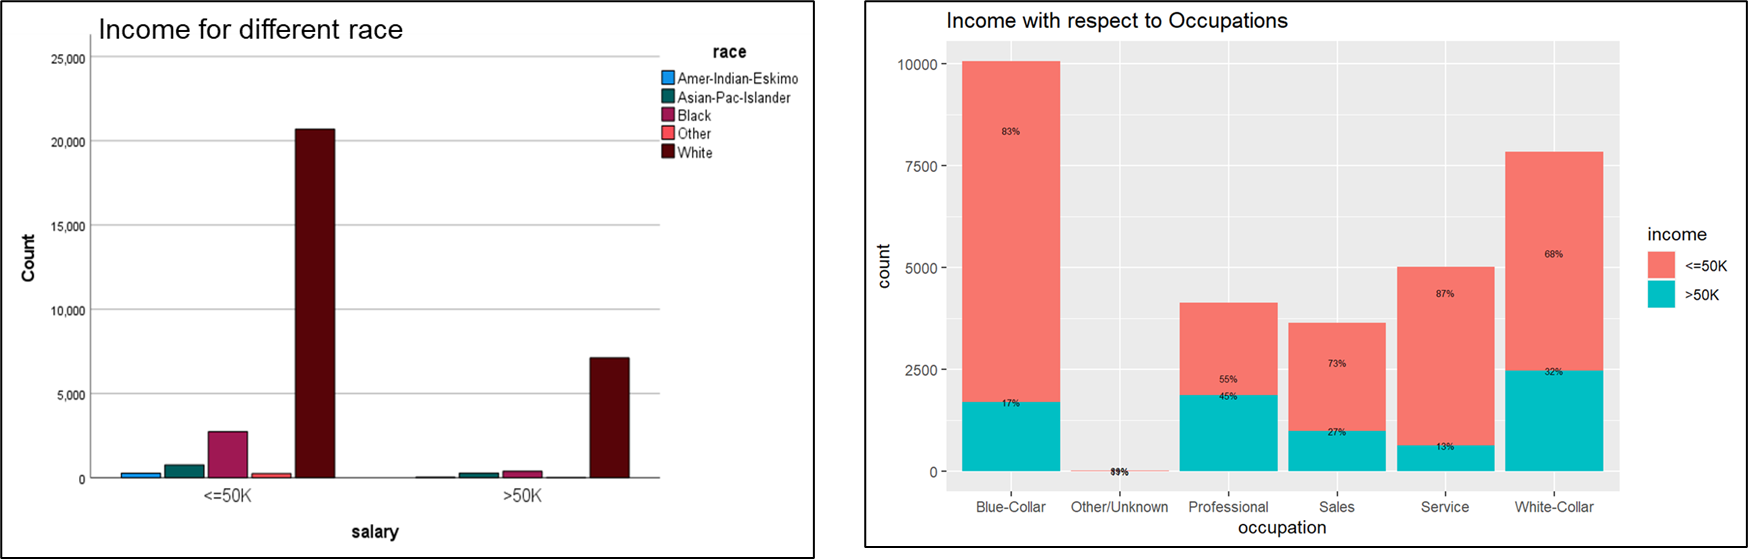 Income for different race
25,000
20,000
15,000
10,000
5,000
0
Count
<=50K
>50K
salary
race
Amer-Indian-Eskimo
Asian-Pac-Islander
Black
Other
White
Income with respect to Occupations
10000
7500
5000
2500
0
count
83%
17%
55%
45%
73%
27%
87%
13%
68%
32%
Blue-Collar
Other/Unknown
Professional
Sales
Service
White-Collar
occupation
income
<=50K
>50K